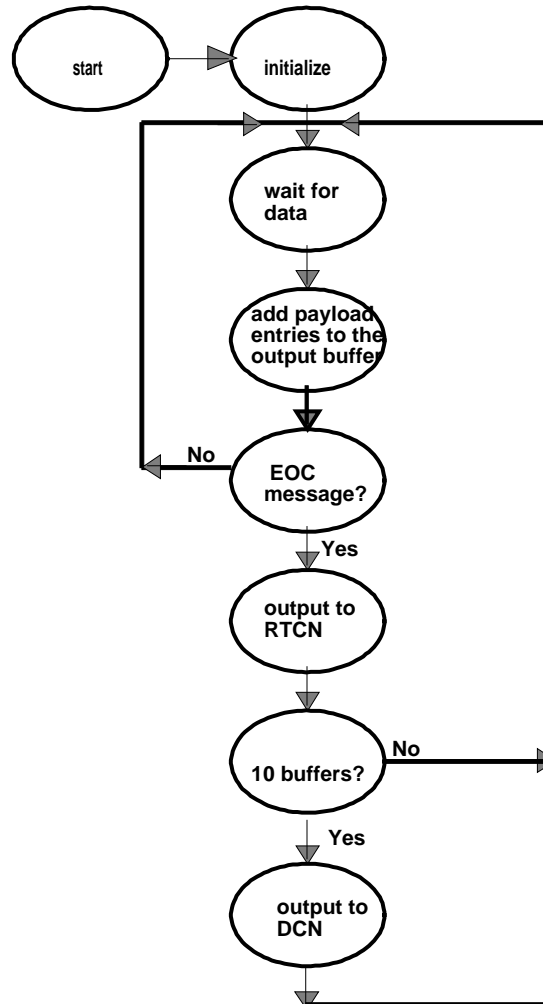 start
initialize
wait for
data
add payload
entries to the
output buffer
No
EOC
message?
Yes
output to
RTCN
No
10 buffers?
Yes
output to
DCN